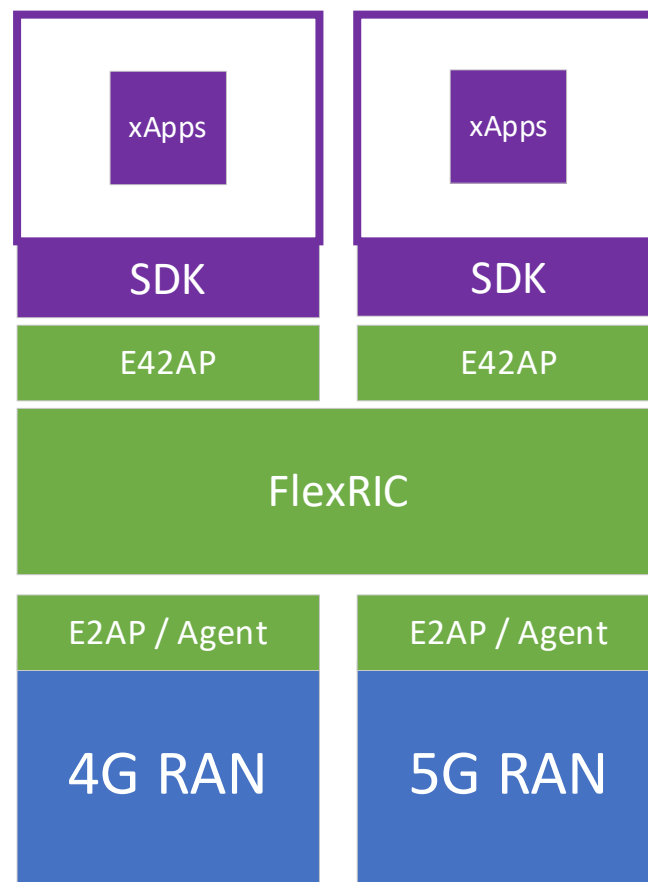 xApps
xApps
SDK
SDK
E42AP
E42AP
FlexRIC
E2AP / Agent
E2AP / Agent
4G RAN
5G RAN